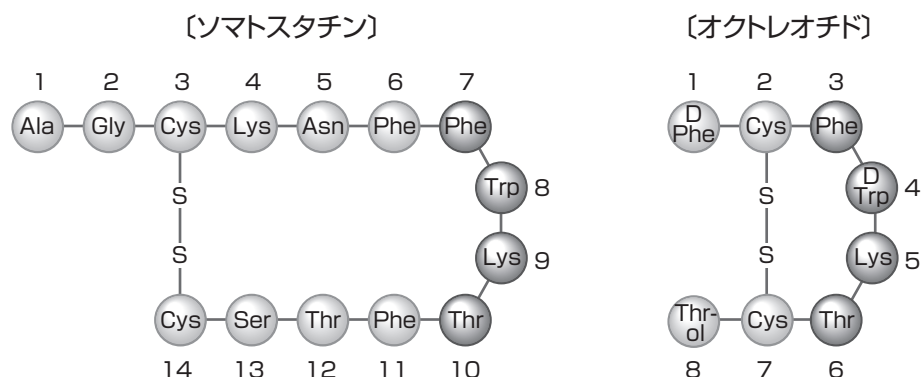 〔ソマトスタチン〕 〔オクトレオチド〕
1 2 3 4 5 6 7 1 2 3
Ala Gly Cys Lys Asn Phe Phe D Phe Cys Phe
S Trp 8 S D Trp 4
S Lys 9 S Lys 5
Cys Ser Thr Phe Thr Thr-ol Cys Thr
14 13 12 11 10 8 7 6